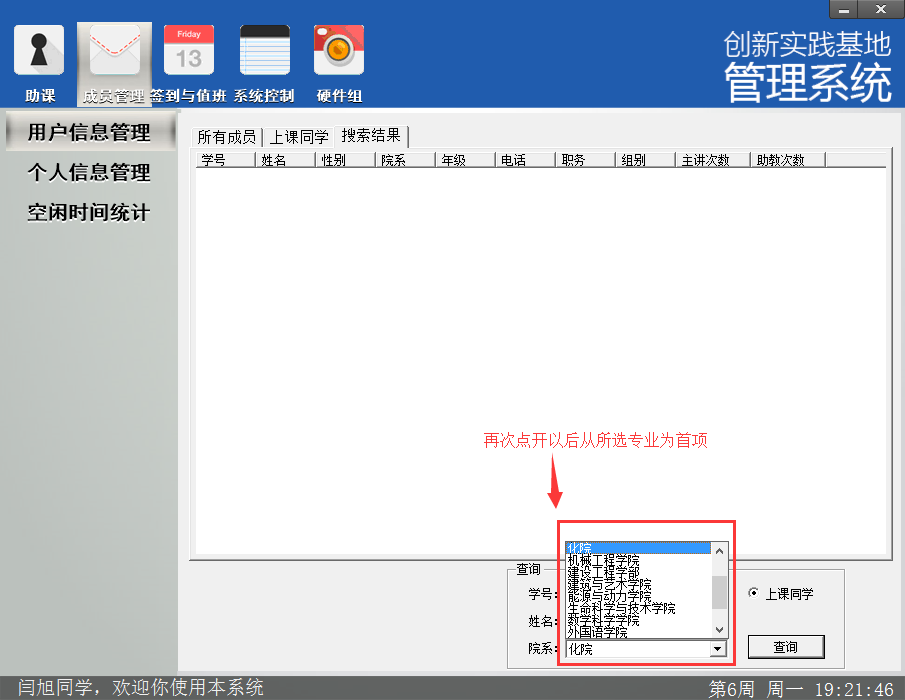 Friday
13
助课
成员管理
签到与值班
系统控制
硬件组
创新实践基地
管理系统
用户信息管理
个人信息管理
空闲时间统计
所有成员
上课同学
搜索结果
学号
姓名
性别
院系
年级
电话
职务
组别
主讲次数
助教次数
再次点开以后从所选专业为首项
查询
学号:
姓名:
院系:
化院
机械工程学院
建设工程学部
建筑与艺术学院
能源与动力学院
生命科学与技术学院
数学科学学院
外国语学院
化院
上课同学
查询
闫旭同学，欢迎你使用本系统
第6周 周一 19:21:46